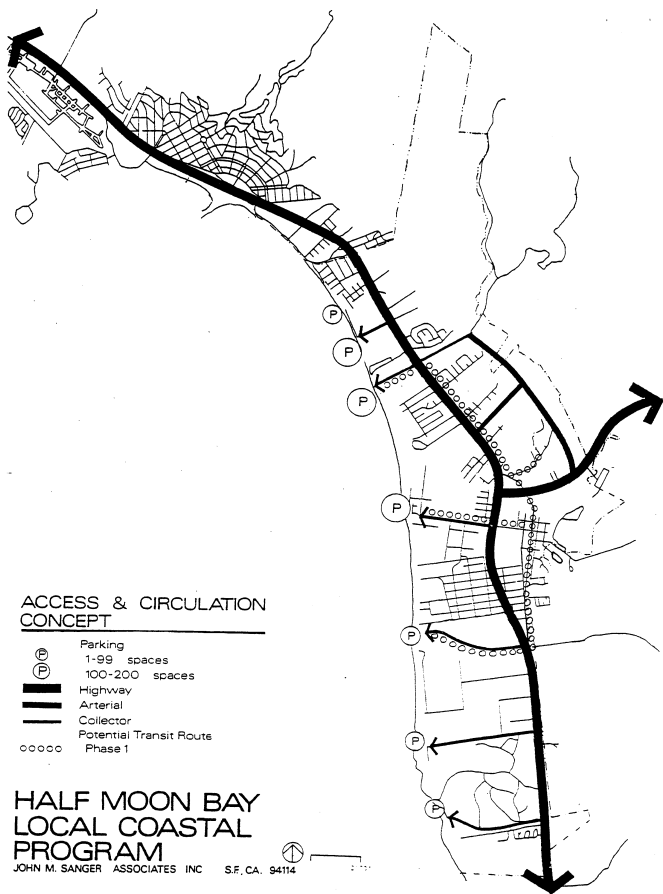 P
P
P
P
P
P
P
ACCESS & CIRCULATION
CONCEPT
Parking
P 1-99 spaces
P 100-200 spaces
Highway
Arterial
Collector
Potential Transit Route
Phase 1
HALF MOON BAY
LOCAL COASTAL
PROGRAM
JOHN M. SANGER ASSOCIATES INC S.F. CA. 94114